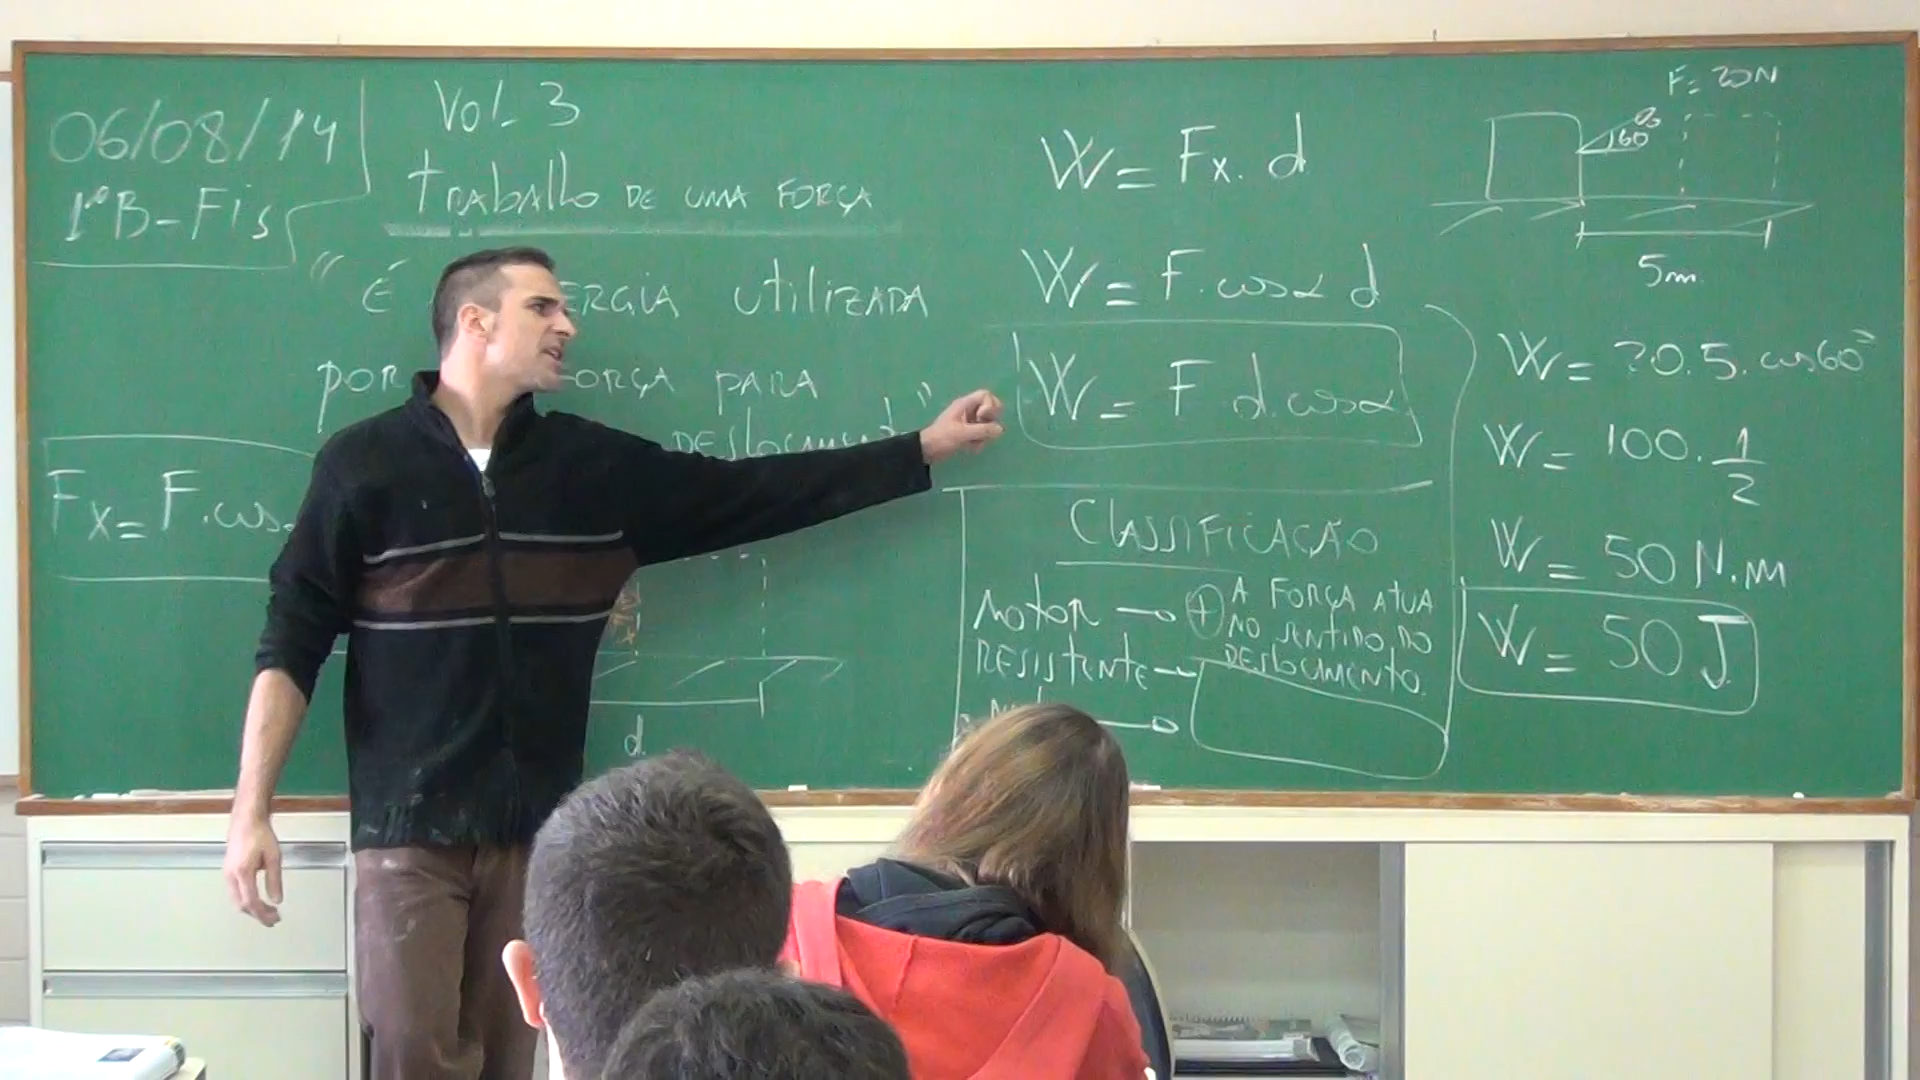 06/08/14
1ºB-Fis
Vol. 3
Trabalho DE UMA FORÇA
"É ERGIA UTILIZADA
POR FORÇA PARA
DESLOCAMENTO"
Fx = F.cos
d
W = Fx. d
W = F.cosα d
W = F d.cosα
CLASSIFICAÇÃO
MOTOR → + A FORÇA ATUA
NO SENTIDO DO
DESLOCAMENTO.
RESISTENTE →
F = 20N
60º
5m
W = 20.5.cos60º
W = 100. 1/2
W = 50 N.m
W = 50 J